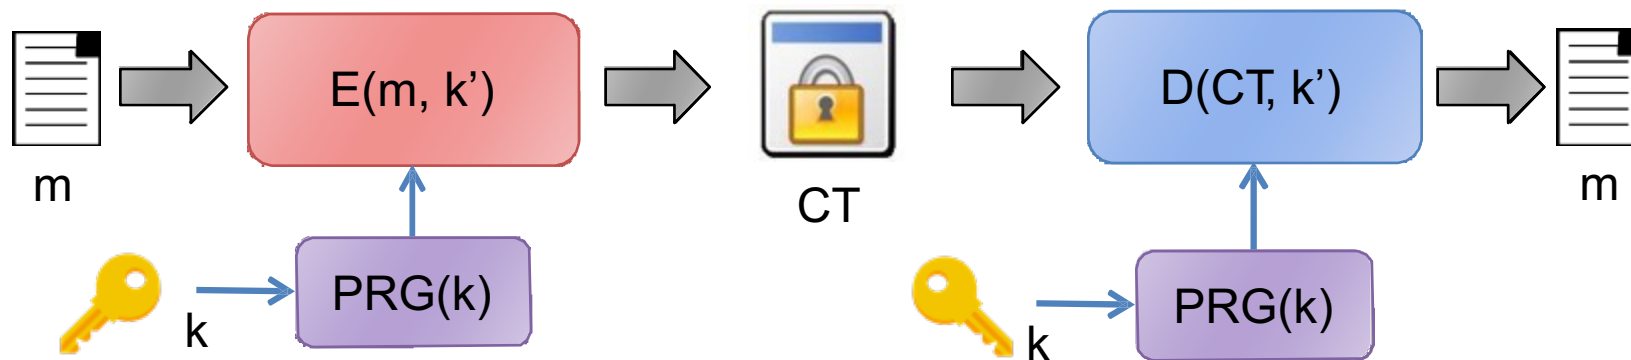 E(m, k’)
D(CT, k’)
m
CT
m
k
PRG(k)
k
PRG(k)